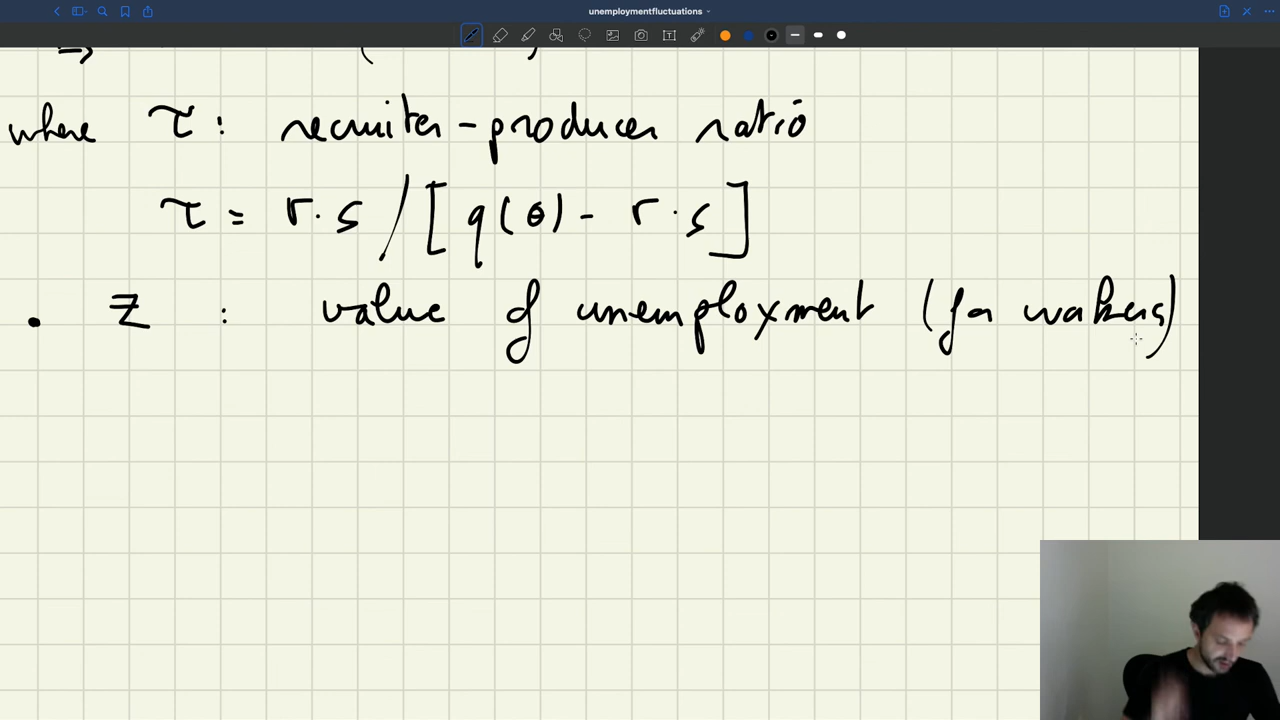 unemploymentfluctuations
where τ : recruiter - producer ratio
τ = r · s / [ q(θ) - r · s ]
• Z : value of unemployment (for workers)